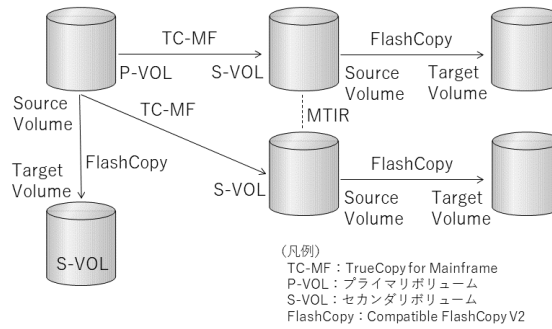 TC-MF
FlashCopy
P-VOL
S-VOL
Source
Volume
Target
Volume
Source
Volume
TC-MF
MTIR
FlashCopy
FlashCopy
Target
Volume
S-VOL
Source
Volume
Target
Volume
S-VOL
(凡例)
TC-MF：TrueCopy for Mainframe
P-VOL：プライマリボリューム
S-VOL：セカンダリボリューム
FlashCopy：Compatible FlashCopy V2